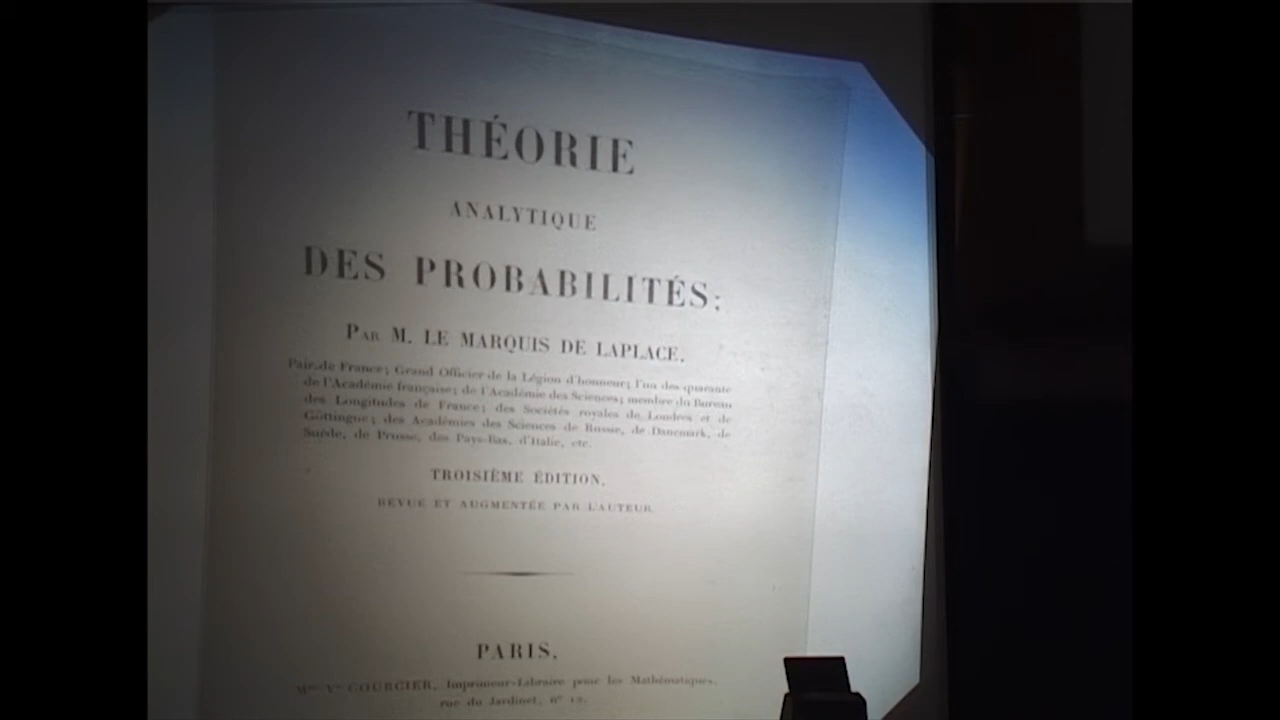 THÉORIE
ANALYTIQUE
DES PROBABILITÉS;
PAR M. LE MARQUIS DE LAPLACE,
Pair de France; Grand Officier de la Légion d'honneur; l'un des quarante
de l'Académie française; de l'Académie des Sciences; membre du Bureau
des Longitudes de France; des Sociétés royales de Londres et de
Göttingue; des Académies des Sciences de Russie, de Danemark, de
Suède, de Prusse, des Pays-Bas, d'Italie, etc.
TROISIÈME ÉDITION,
REVUE ET AUGMENTÉE PAR L'AUTEUR.
PARIS,
Mme Ve COURCIER, Imprimeur-Libraire pour les Mathématiques,
rue du Jardinet, no 12.